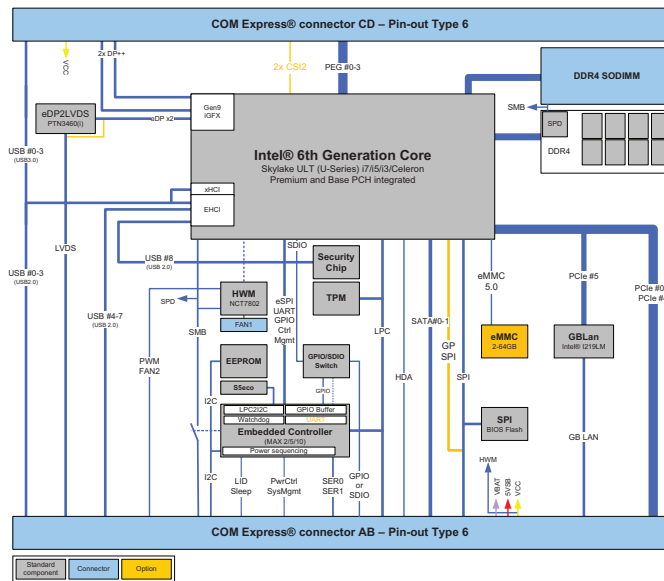 COM Express® connector CD – Pin-out Type 6
2x DP++
VCC
2x CSI2
PEG #0-3
DDR4 SODIMM
SMB
SPD
DDR4
eDP2LVDS
PTN3460(i)
eDP x2
Gen9
iGFX
Intel® 6th Generation Core
Skylake ULT (U-Series) i7/i5/i3/Celeron
Premium and Base PCH integrated
USB #0-3
(USB3.0)
xHCI
EHCI
LVDS
USB #8
(USB 2.0)
SDIO
Security
Chip
TPM
eMMC
5.0
PCIe #5
PCIe #0
PCIe #
USB #0-3
(USB2.0)
USB #4-7
(USB 2.0)
SPD
HWM
NCT7802
FAN1
SMB
eSPI
UART
GPIO
Ctrl
Mgmt
LPC
HDA
SATA#0-1
GP
SPI
SPI
eMMC
2-64GB
GBLan
Intel® I219LM
PWM
FAN2
EEPROM
GPIO/SDIO
Switch
S5eco
GPIO
I2C
LPC2I2C
GPIO Buffer
Watchdog
UART
Embedded Controller
(MAX 2/5/10)
Power sequencing
SPI
BIOS Flash
GB LAN
I2C
LID
Sleep
PwrCtrl
SysMgmt
SER0
SER1
GPIO
or
SDIO
HWM
VBAT
5VSB
VCC
COM Express® connector AB – Pin-out Type 6
Standard
component
Connector
Option